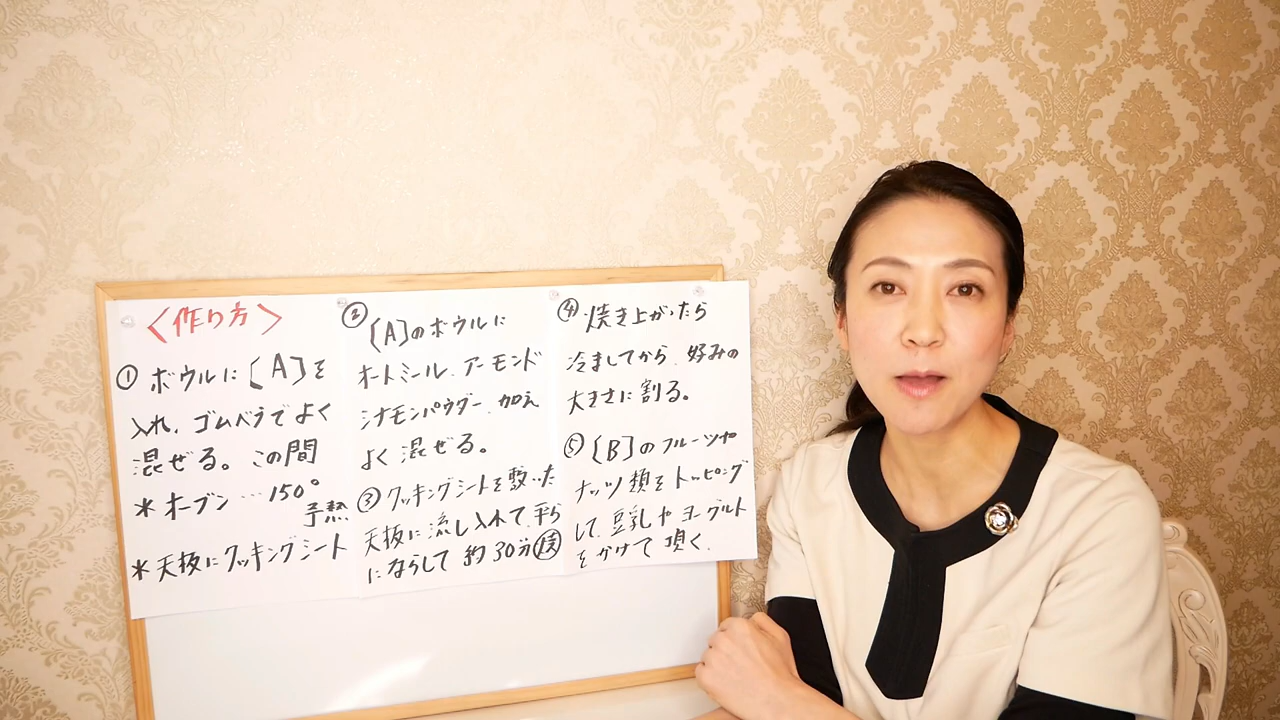 〈作り方〉
① ボウルに[A]を
入れ、ゴムベラでよく
混ぜる。この間
＊オーブン…150°
予熱
＊天板にクッキングシート
②
[A]のボウルに
オートミール、アーモンド
シナモンパウダー、加え
よく混ぜる。
③ クッキングシートを敷いた
天板に流し入れて、平ら
にならして 約30分焼
④ 焼き上がったら
冷ましてから、好みの
大きさに割る。
⑤ [B]のフルーツや
ナッツ類をトッピング
して、豆乳やヨーグルト
をかけて頂く。